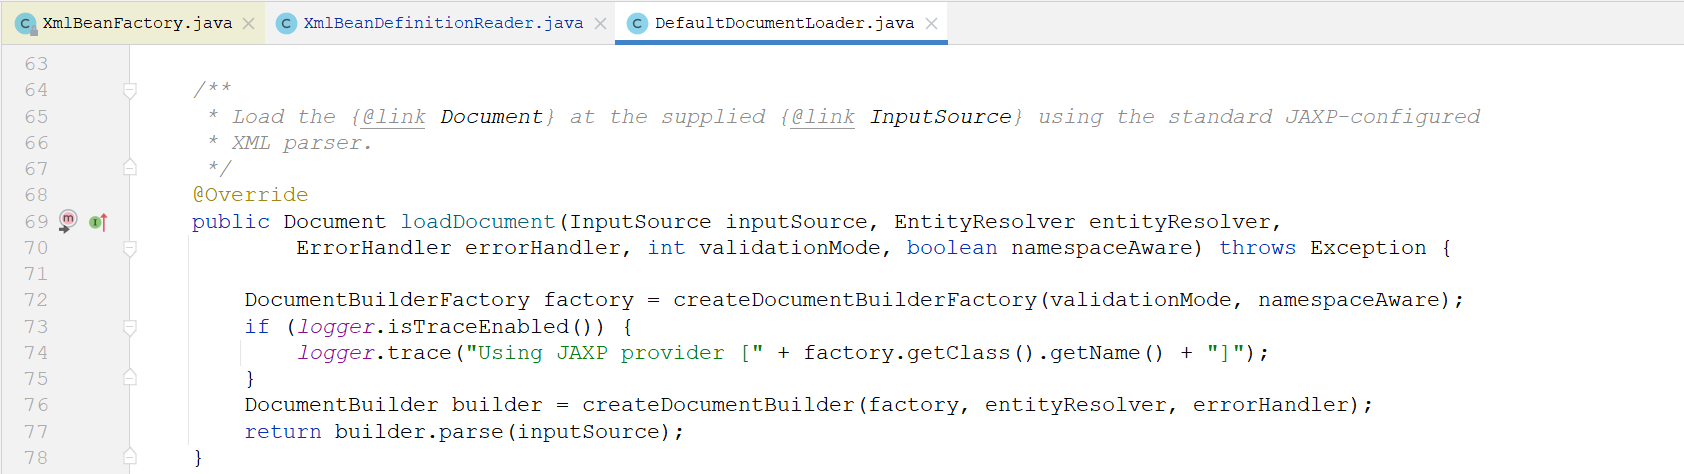 XmlBeanFactory.java XmlBeanDefinitionReader.java DefaultDocumentLoader.java
63
64 /**
65 * Load the {@link Document} at the supplied {@link InputSource} using the standard JAXP-configured
66 * XML parser.
67 */
68 @Override
69 public Document loadDocument(InputSource inputSource, EntityResolver entityResolver,
70 ErrorHandler errorHandler, int validationMode, boolean namespaceAware) throws Exception {
71
72 DocumentBuilderFactory factory = createDocumentBuilderFactory(validationMode, namespaceAware);
73 if (logger.isTraceEnabled()) {
74 logger.trace("Using JAXP provider [" + factory.getClass().getName() + "]");
75 }
76 DocumentBuilder builder = createDocumentBuilder(factory, entityResolver, errorHandler);
77 return builder.parse(inputSource);
78 }